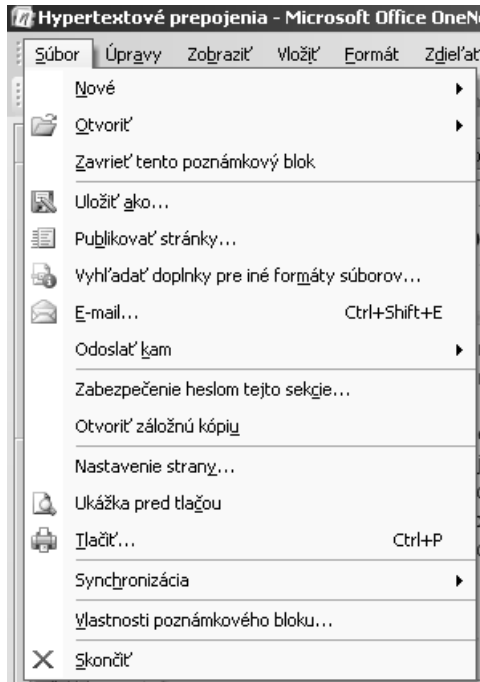 Hypertextové prepojenia - Microsoft Office OneN
Súbor Úpravy Zobraziť Vložiť Formát Zdieľať
Nové
Otvoriť
Zavrieť tento poznámkový blok
Uložiť ako...
Publikovať stránky...
Vyhľadať doplnky pre iné formáty súborov...
E-mail... Ctrl+Shift+E
Odoslať kam
Zabezpečenie heslom tejto sekcie...
Otvoriť záložnú kópiu
Nastavenie strany...
Ukážka pred tlačou
Tlačiť... Ctrl+P
Synchronizácia
Vlastnosti poznámkového bloku...
Skončiť